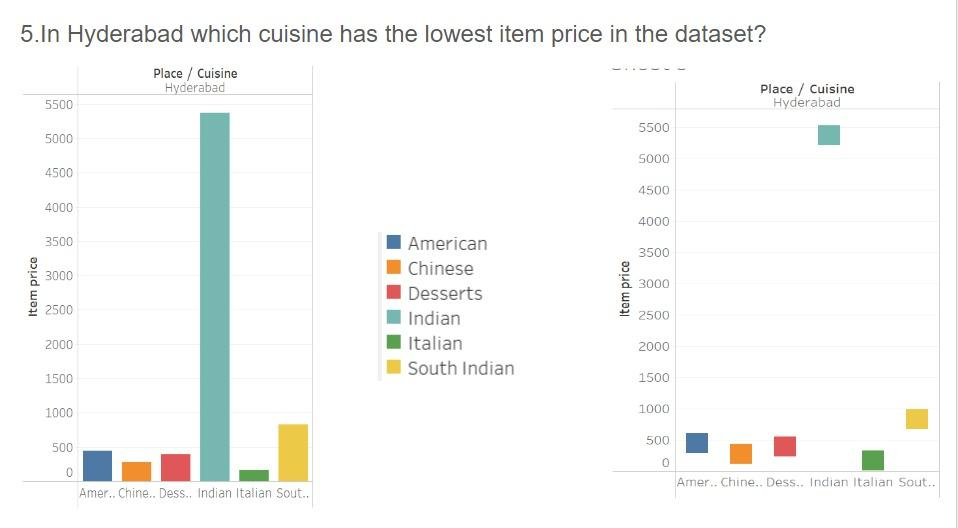 5.In Hyderabad which cuisine has the lowest item price in the dataset?
Place / Cuisine
Hyderabad
5500
5000
4500
4000
3500
3000
2500
2000
1500
1000
500
0
Item price
Amer.. Chine.. Dess.. Indian Italian Sout..
American
Chinese
Desserts
Indian
Italian
South Indian
Place / Cuisine
Hyderabad
5500
5000
4500
4000
3500
3000
2500
2000
1500
1000
500
0
Item price
Amer.. Chine.. Dess.. Indian Italian Sout..